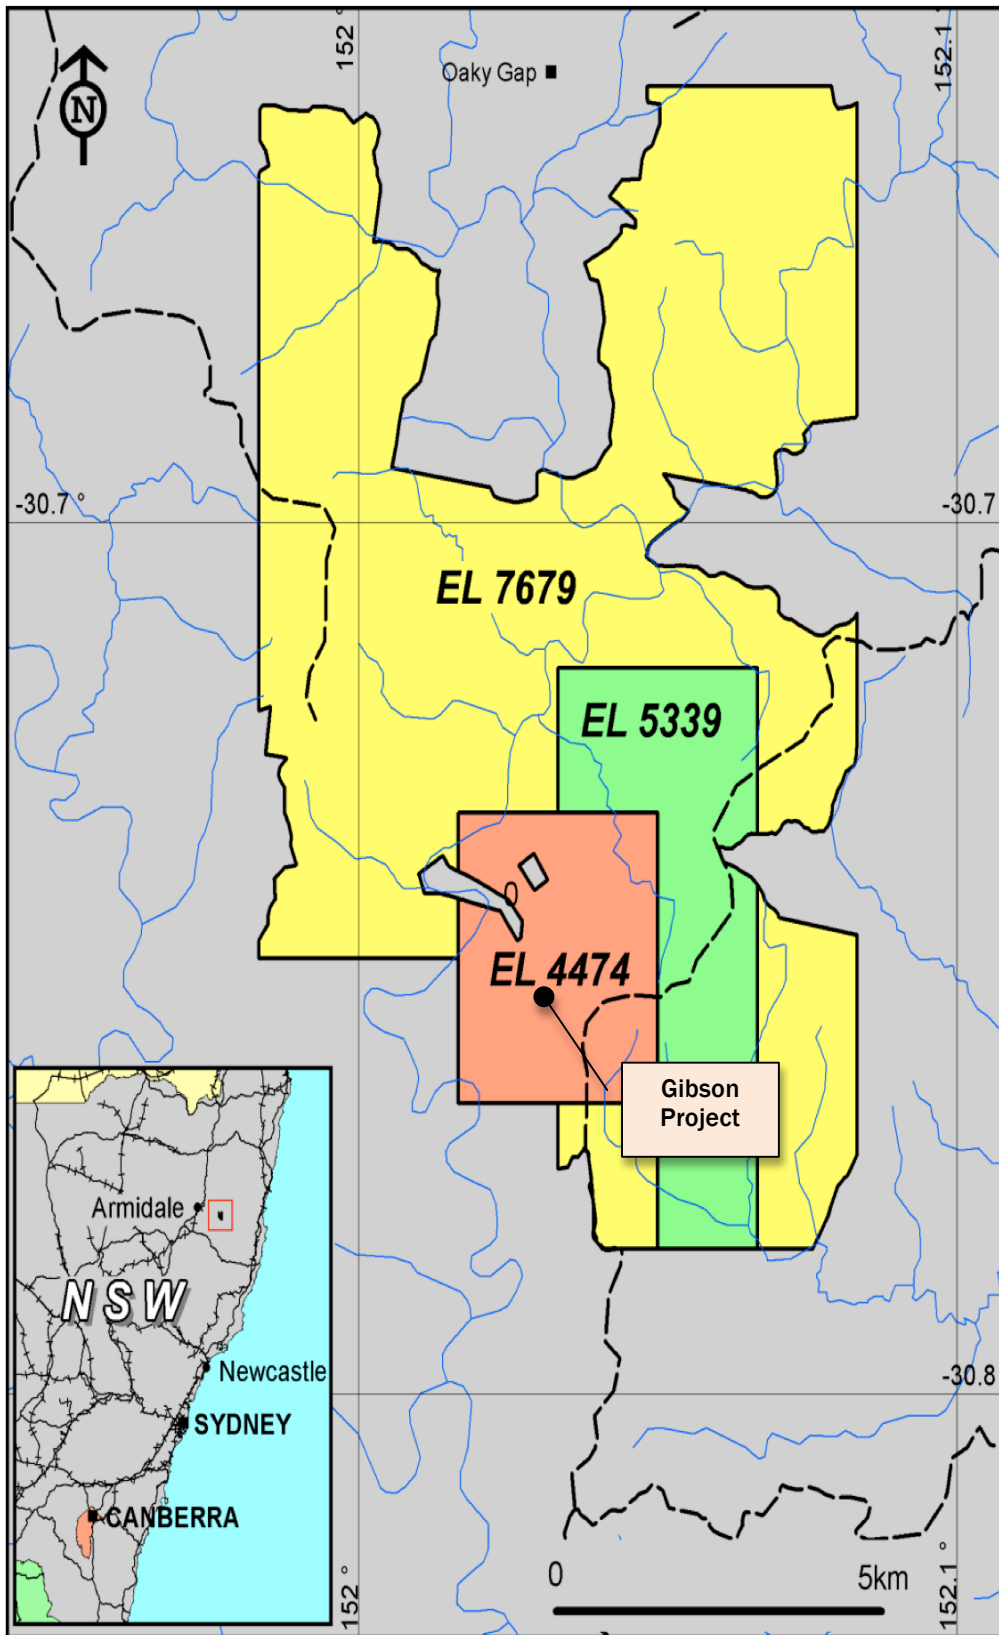 152 °
152.1
Oaky Gap
N
-30.7 °
-30.7
EL 7679
EL 5339
EL 4474
Gibson
Project
Armidale
NSW
Newcastle
SYDNEY
CANBERRA
-30.8
0
5km
152 °
152.1 °